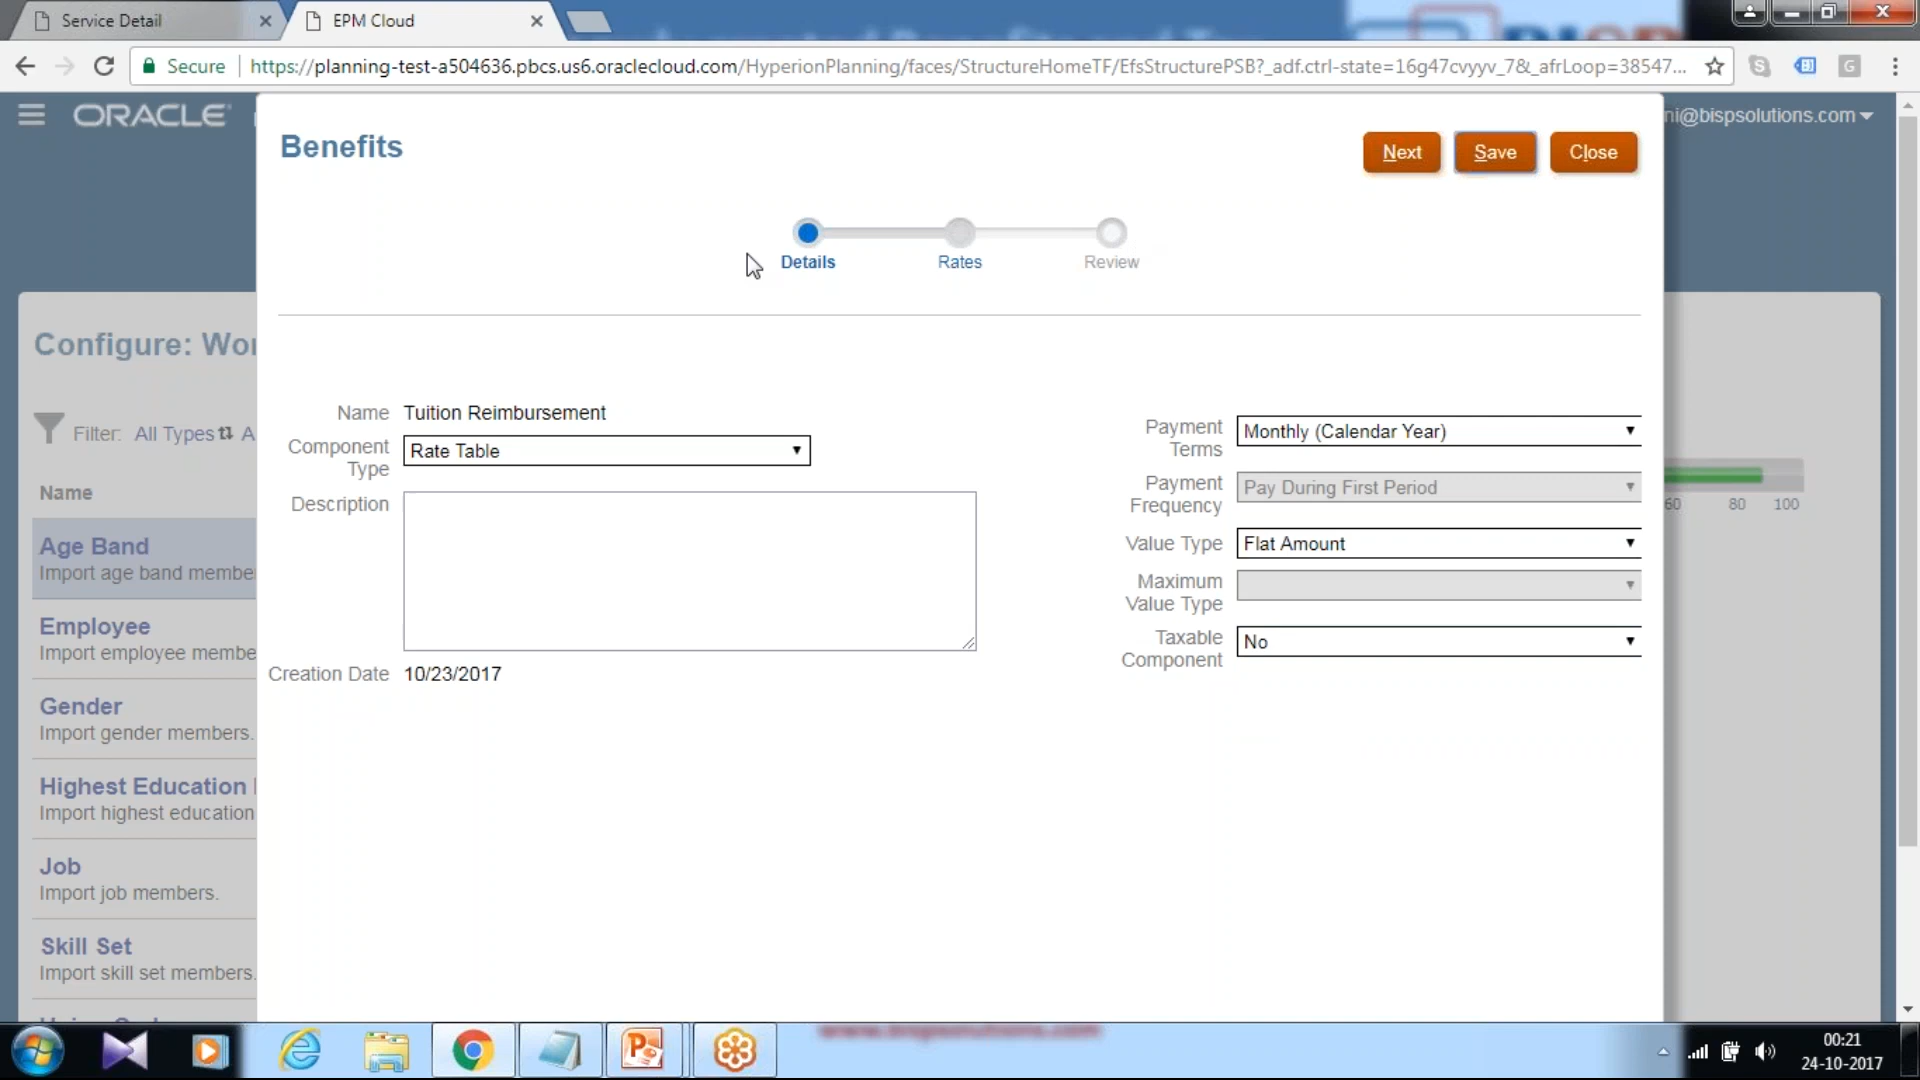 Service Detail
EPM Cloud
Secure
https://planning-test-a504636.pbcs.us6.oraclecloud.com/HyperionPlanning/faces/StructureHomeTF/EfsStructurePSB?_adf.ctrl-state=16g47cvyyv_7&_afrLoop=38547...
ORACLE
ni@bispsolutions.com
Benefits
Next
Save
Close
Details
Rates
Review
Configure: Wor
Filter: All Types A
Name
Age Band
Import age band membe
Employee
Import employee membe
Gender
Import gender members.
Highest Education
Import highest education
Job
Import job members.
Skill Set
Import skill set members.
Name Tuition Reimbursement
Component Type
Rate Table
Description
Creation Date 10/23/2017
Payment Terms
Monthly (Calendar Year)
Payment Frequency
Pay During First Period
Value Type
Flat Amount
Maximum Value Type
Taxable Component
No
60 80 100
www.bispsolutions.com
00:21
24-10-2017